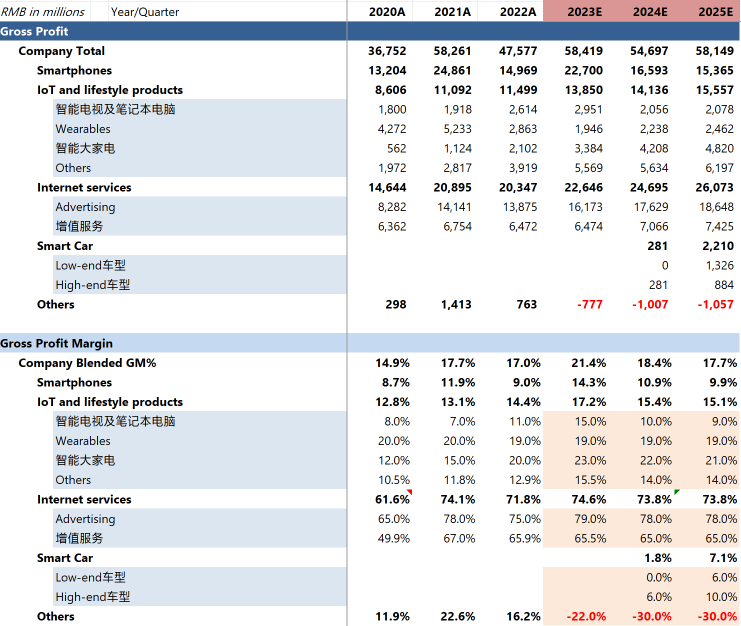 RMB in millions Year/Quarter 2020A 2021A 2022A 2023E 2024E 2025E
Gross Profit
Company Total 36,752 58,261 47,577 58,419 54,697 58,149
Smartphones 13,204 24,861 14,969 22,700 16,593 15,365
IoT and lifestyle products 8,606 11,092 11,499 13,850 14,136 15,557
智能电视及笔记本电脑 1,800 1,918 2,614 2,951 2,056 2,078
Wearables 4,272 5,233 2,863 1,946 2,238 2,462
智能大家电 562 1,124 2,102 3,384 4,208 4,820
Others 1,972 2,817 3,919 5,569 5,634 6,197
Internet services 14,644 20,895 20,347 22,646 24,695 26,073
Advertising 8,282 14,141 13,875 16,173 17,629 18,648
增值服务 6,362 6,754 6,472 6,474 7,066 7,425
Smart Car 281 2,210
Low-end车型 0 1,326
High-end车型 281 884
Others 298 1,413 763 -777 -1,007 -1,057
Gross Profit Margin
Company Blended GM% 14.9% 17.7% 17.0% 21.4% 18.4% 17.7%
Smartphones 8.7% 11.9% 9.0% 14.3% 10.9% 9.9%
IoT and lifestyle products 12.8% 13.1% 14.4% 17.2% 15.4% 15.1%
智能电视及笔记本电脑 8.0% 7.0% 11.0% 15.0% 10.0% 9.0%
Wearables 20.0% 20.0% 19.0% 19.0% 19.0% 19.0%
智能大家电 12.0% 15.0% 20.0% 23.0% 22.0% 21.0%
Others 10.5% 11.8% 12.9% 15.5% 14.0% 14.0%
Internet services 61.6% 74.1% 71.8% 74.6% 73.8% 73.8%
Advertising 65.0% 78.0% 75.0% 79.0% 78.0% 78.0%
增值服务 49.9% 67.0% 65.9% 65.5% 65.0% 65.0%
Smart Car 1.8% 7.1%
Low-end车型 0.0% 6.0%
High-end车型 6.0% 10.0%
Others 11.9% 22.6% 16.2% -22.0% -30.0% -30.0%